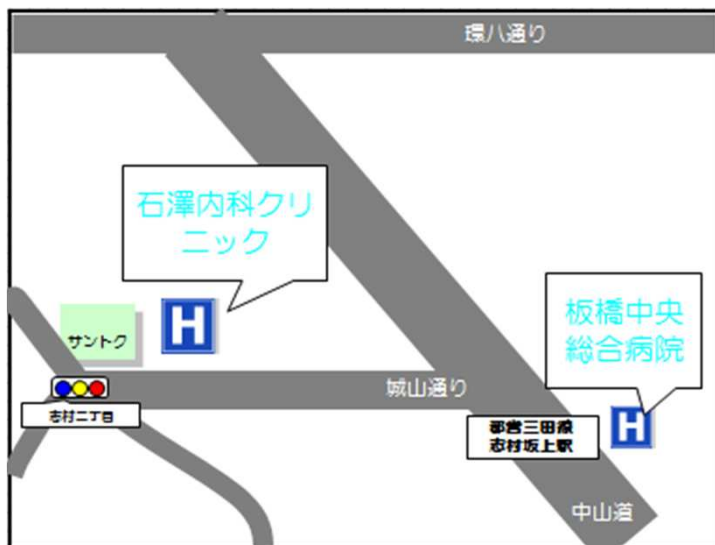 環八通り
石澤内科クリ
ニック
板橋中央
総合病院
サントク
H
城山通り
志村二丁目
都営三田線
志村坂上駅
H
中山道